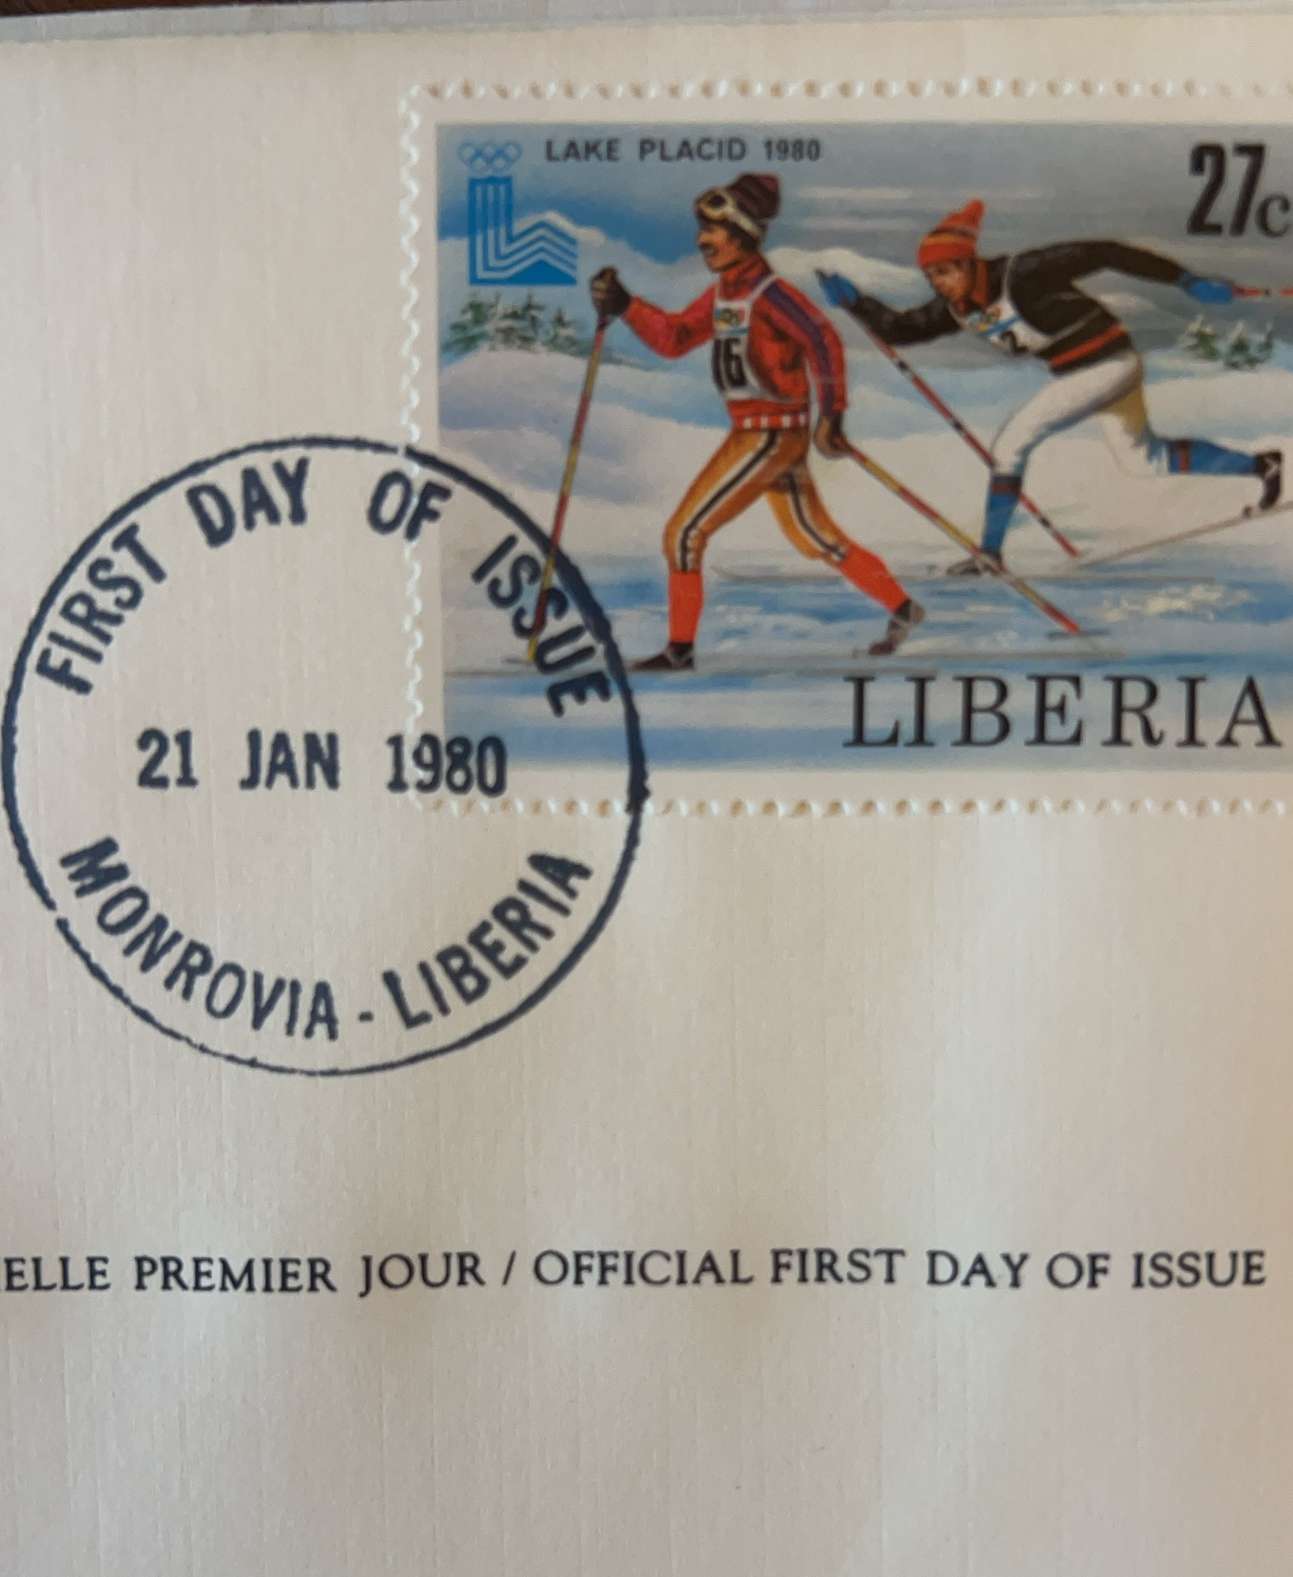 LAKE PLACID 1980
27c
16
2
LIBERIA
FIRST DAY OF ISSUE
21 JAN 1980
MONROVIA - LIBERIA
ELLE PREMIER JOUR / OFFICIAL FIRST DAY OF ISSUE